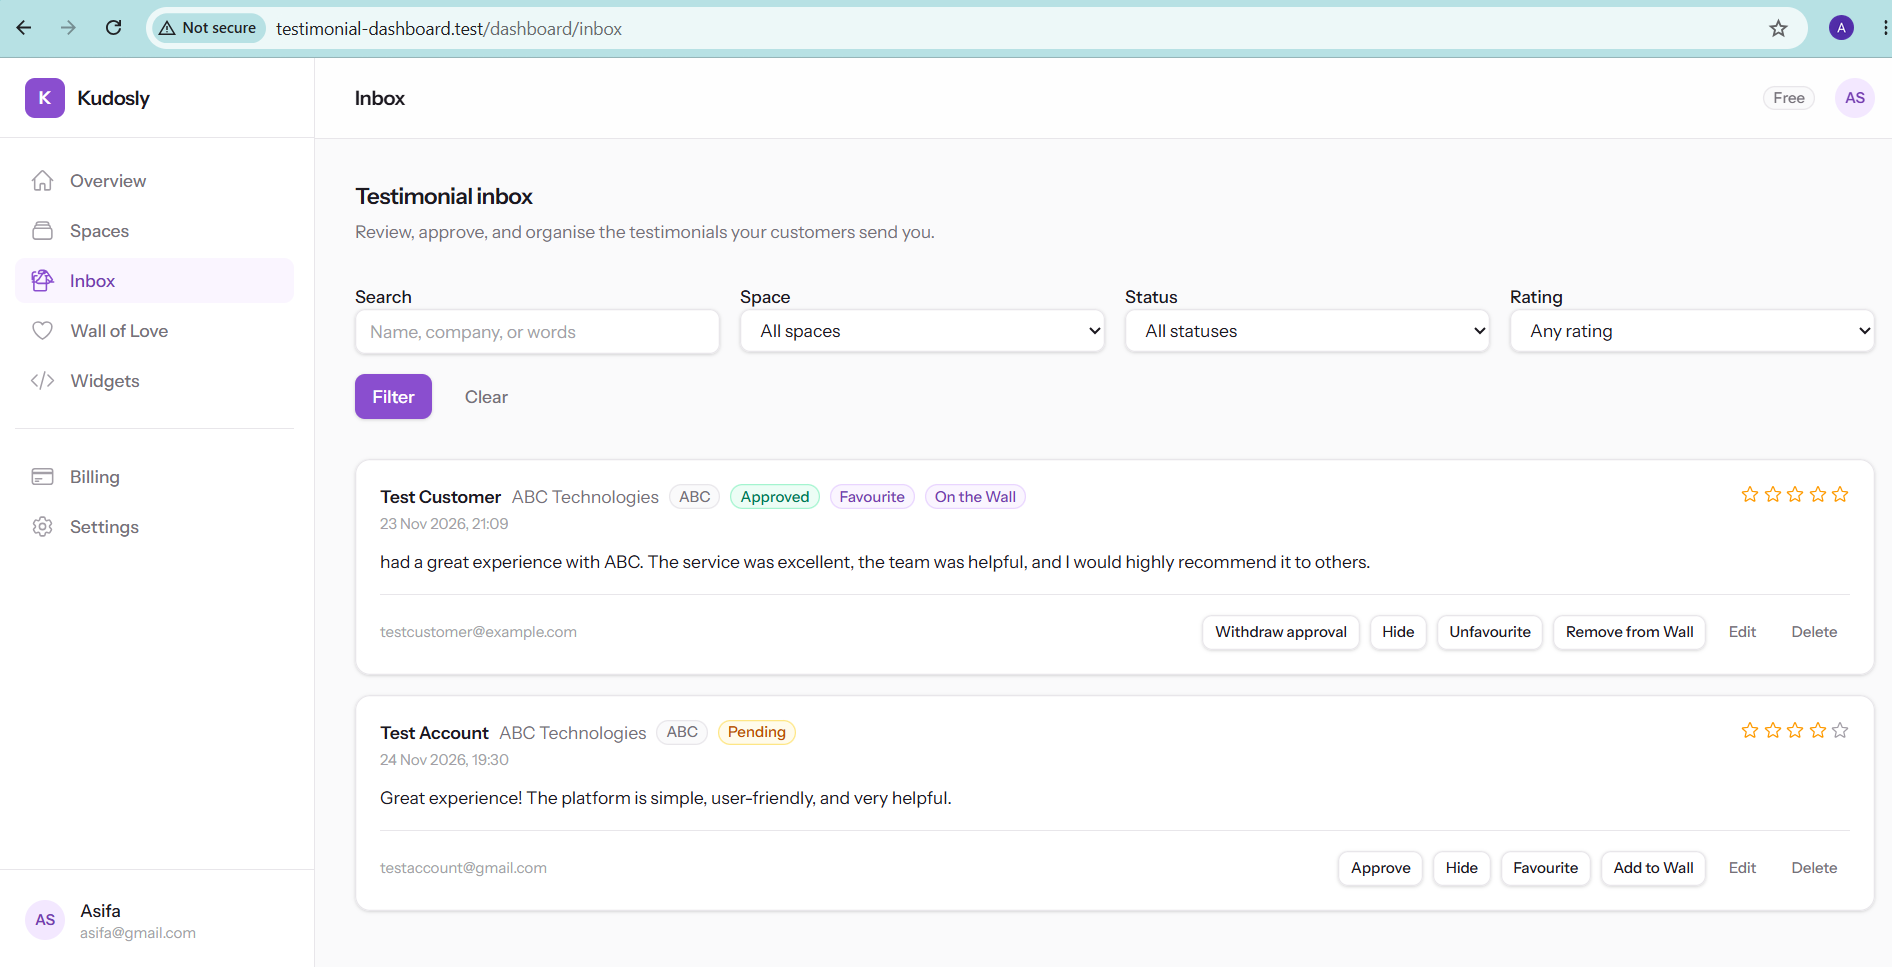 Not secure testimonial-dashboard.test/dashboard/inbox A
K Kudosly
Inbox
Free AS
Overview
Spaces
Inbox
Wall of Love
Widgets
Billing
Settings
AS Asifa
asifa@gmail.com
Testimonial inbox
Review, approve, and organise the testimonials your customers send you.
Search Space Status Rating
Name, company, or words All spaces All statuses Any rating
Filter Clear
Test Customer ABC Technologies ABC Approved Favourite On the Wall
23 Nov 2026, 21:09
had a great experience with ABC. The service was excellent, the team was helpful, and I would highly recommend it to others.
testcustomer@example.com Withdraw approval Hide Unfavourite Remove from Wall Edit Delete
Test Account ABC Technologies ABC Pending
24 Nov 2026, 19:30
Great experience! The platform is simple, user-friendly, and very helpful.
testaccount@gmail.com Approve Hide Favourite Add to Wall Edit Delete